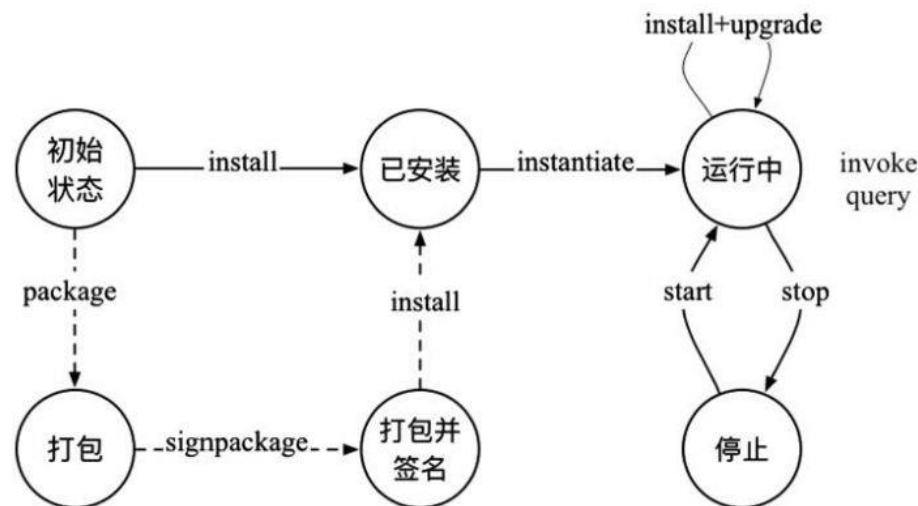 install+upgrade
初始
状态
install
已安装
instantiate
运行中
invoke
query
package
install
start
stop
打包
signpackage
打包并
签名
停止